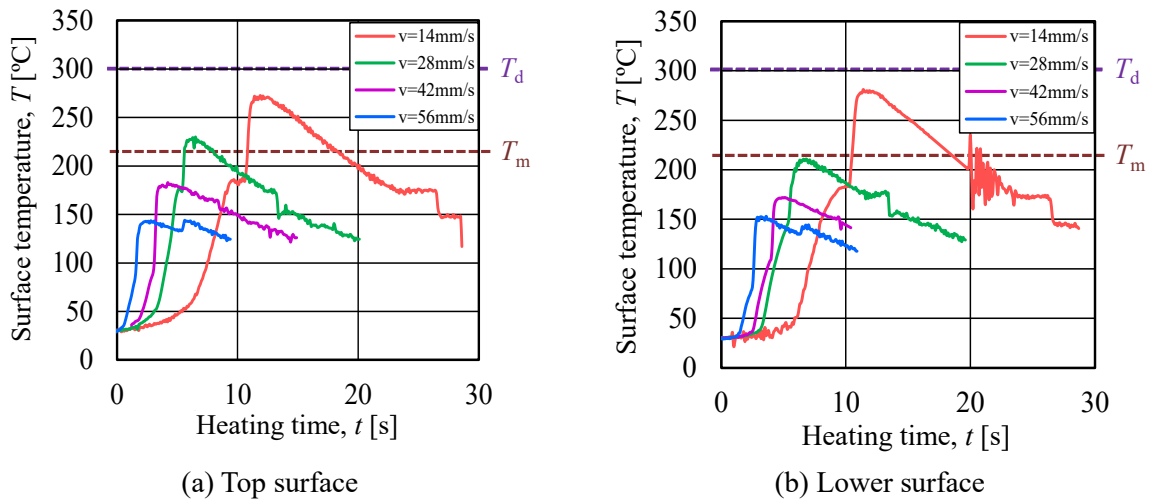 350
300
250
200
150
100
50
0
Surface temperature, T [℃]
v=14mm/s
v=28mm/s
v=42mm/s
v=56mm/s
Td
Tm
0 10 20 30
Heating time, t [s]
(a) Top surface
350
300
250
200
150
100
50
0
Surface temperature, T [℃]
v=14mm/s
v=28mm/s
v=42mm/s
v=56mm/s
Td
Tm
0 10 20 30
Heating time, t [s]
(b) Lower surface